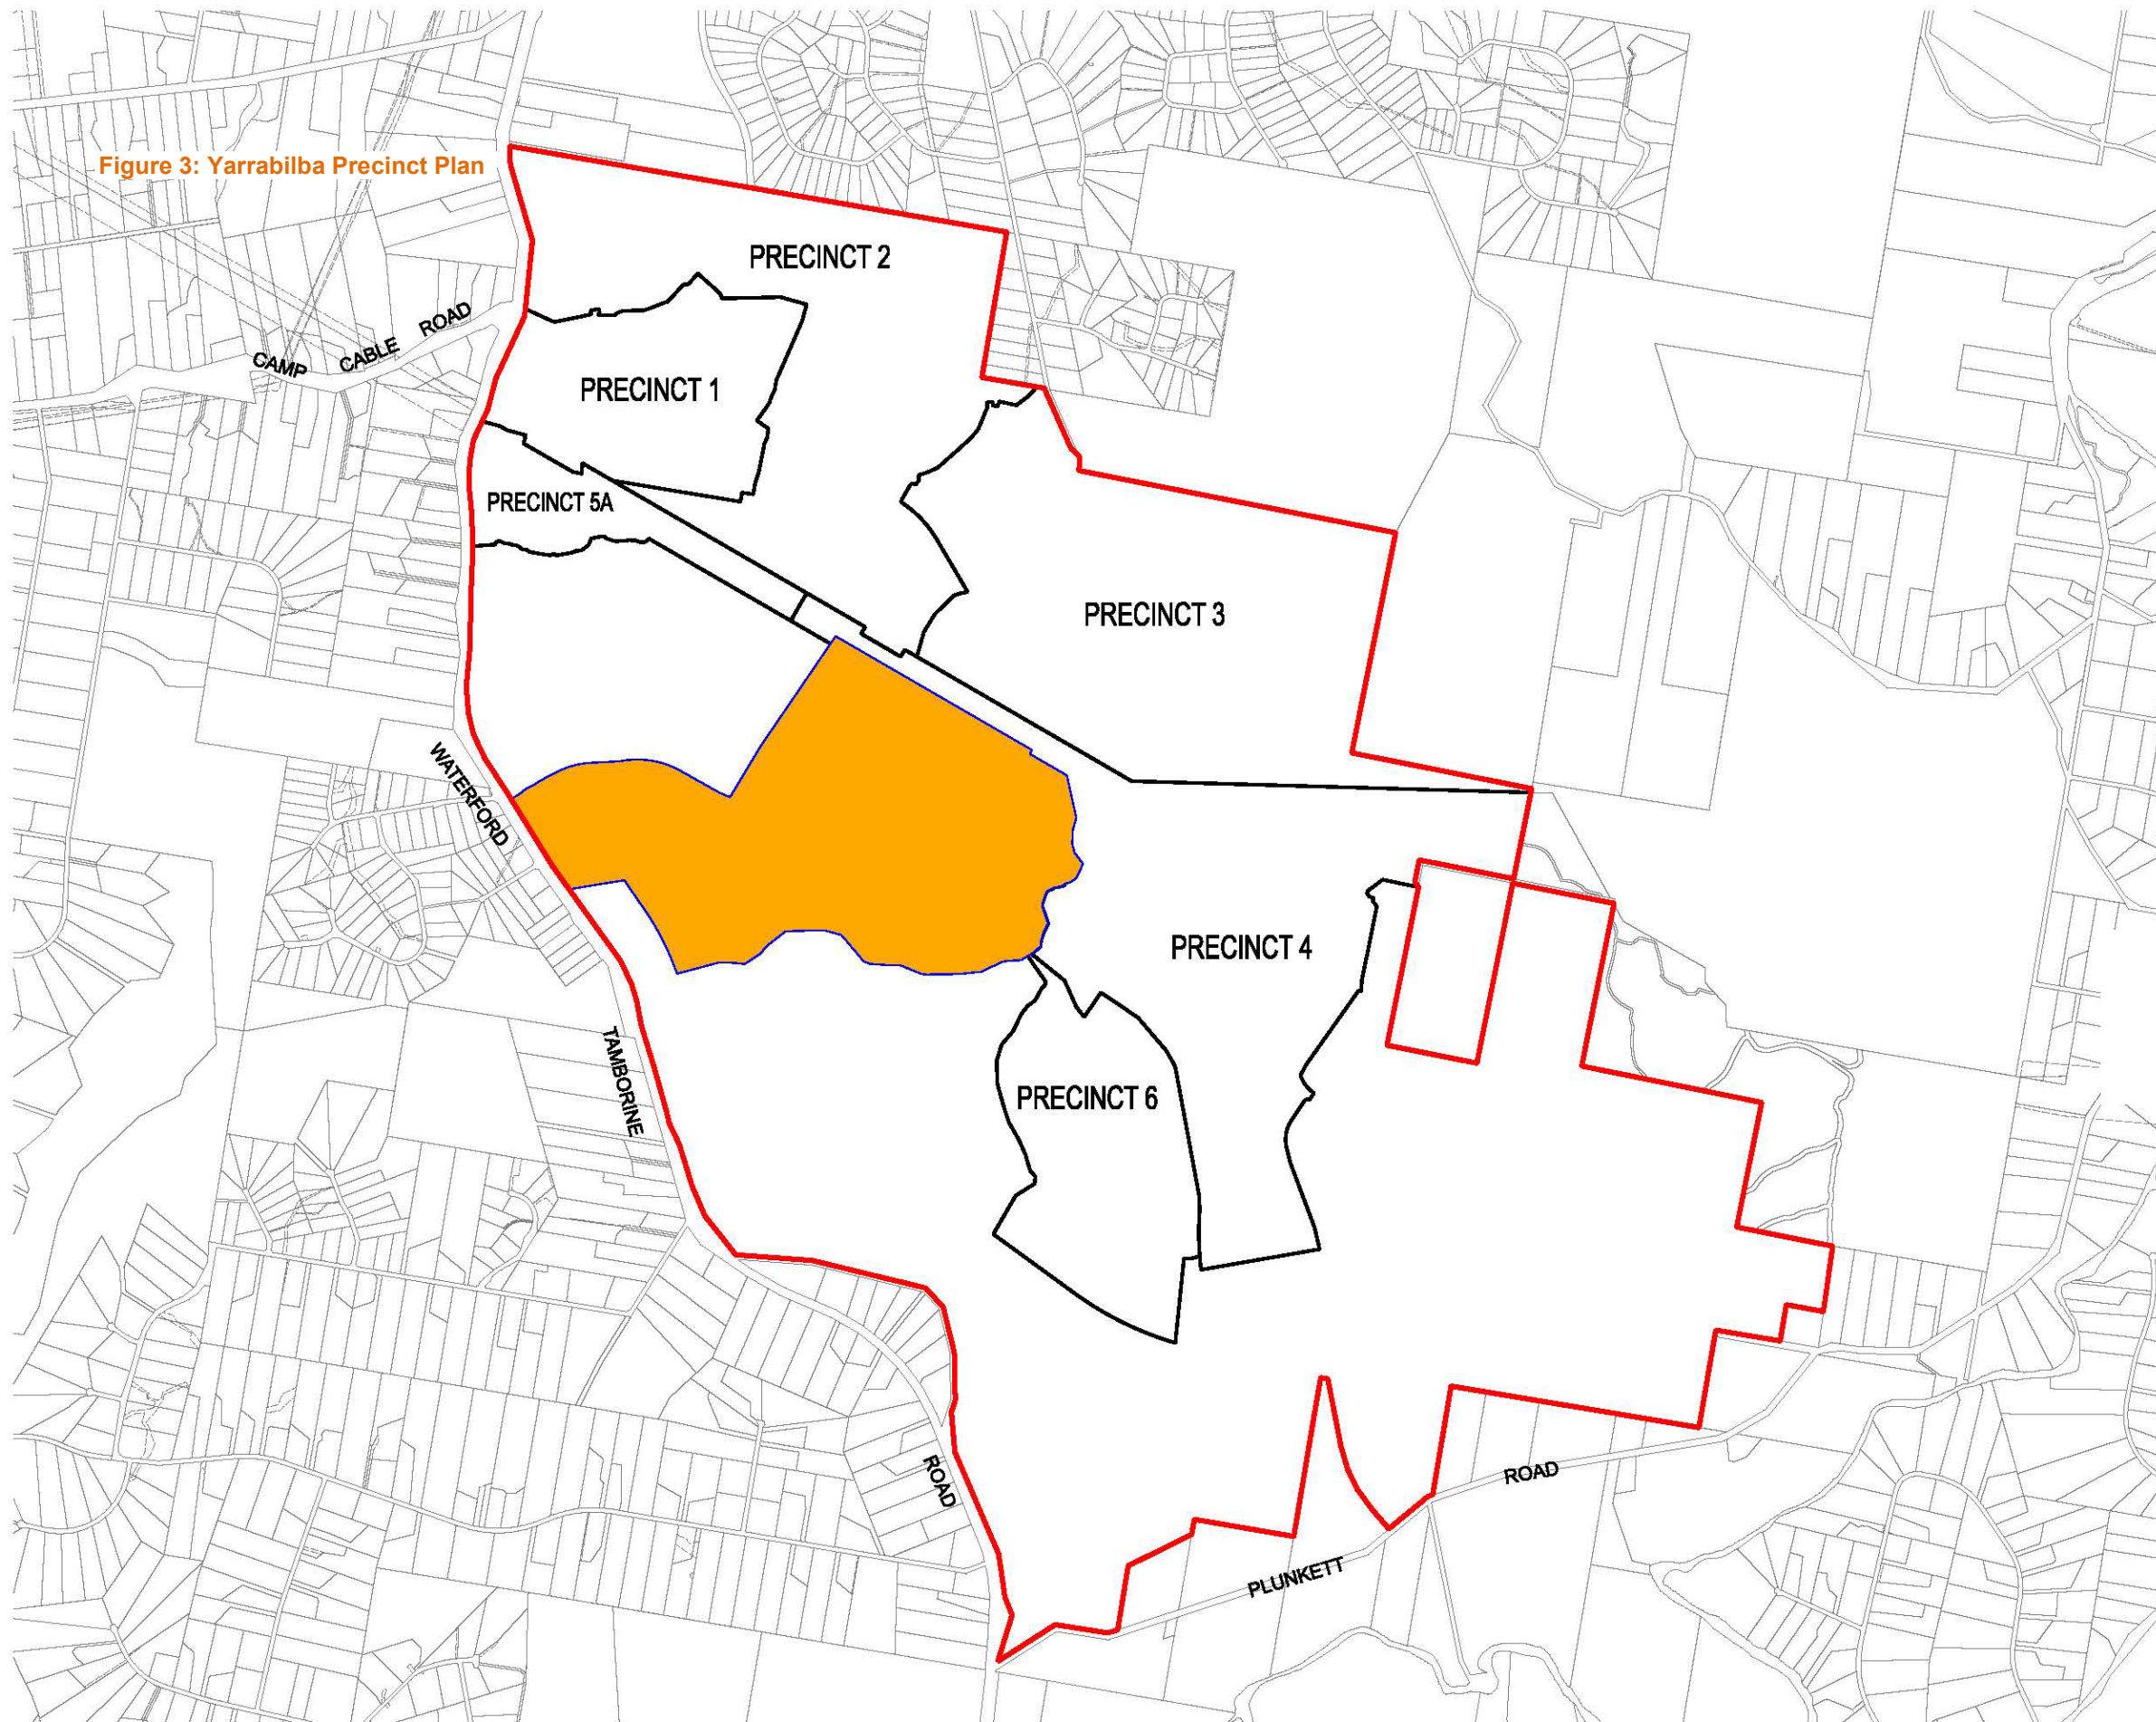 Figure 3: Yarrabilba Precinct Plan
PRECINCT 2
CAMP CABLE ROAD
PRECINCT 1
PRECINCT 5A
PRECINCT 3
WATERFORD
PRECINCT 4
TAMBORINE
PRECINCT 6
ROAD
ROAD
PLUNKETT